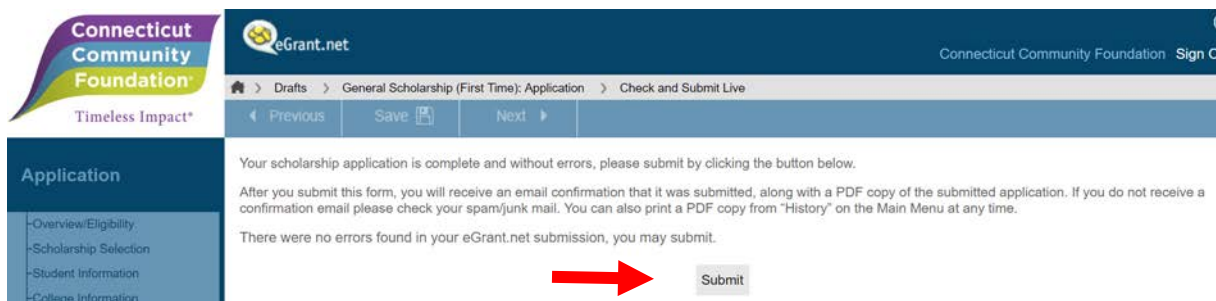 Connecticut
Community
Foundation
Timeless Impact
eGrant.net
Connecticut Community Foundation Sign
Drafts > General Scholarship (First Time): Application > Check and Submit Live
Previous Save Next
Application
Overview/Eligibility
Scholarship Selection
Student Information
College Information
Your scholarship application is complete and without errors, please submit by clicking the button below.
After you submit this form, you will receive an email confirmation that it was submitted, along with a PDF copy of the submitted application. If you do not receive a
confirmation email please check your spam/junk mail. You can also print a PDF copy from “History” on the Main Menu at any time.
There were no errors found in your eGrant.net submission, you may submit.
Submit